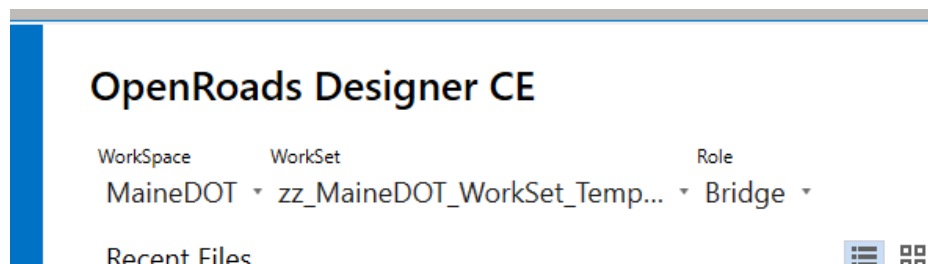 OpenRoads Designer CE
WorkSpace WorkSet Role
MaineDOT zz_MaineDOT_WorkSet_Temp... Bridge
Recent Files